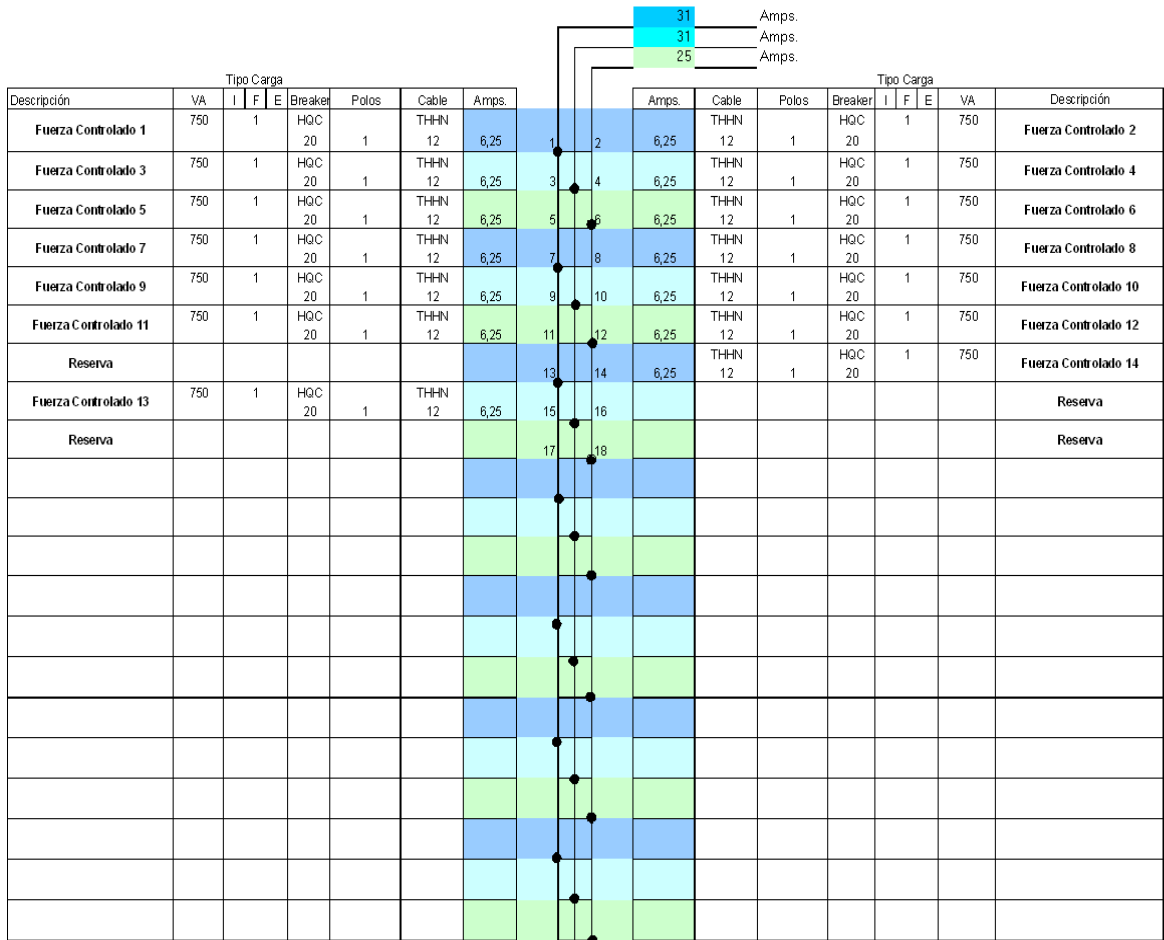 31 Amps.
31 Amps.
25 Amps.
Tipo Carga Tipo Carga
Descripción VA I F E Breaker Polos Cable Amps. Amps. Cable Polos Breaker I F E VA Descripción
Fuerza Controlado 1 750 1 HQC 20 1 THHN 12 6,25 1 2 6,25 THHN 12 1 HQC 20 1 750 Fuerza Controlado 2
Fuerza Controlado 3 750 1 HQC 20 1 THHN 12 6,25 3 4 6,25 THHN 12 1 HQC 20 1 750 Fuerza Controlado 4
Fuerza Controlado 5 750 1 HQC 20 1 THHN 12 6,25 5 6 6,25 THHN 12 1 HQC 20 1 750 Fuerza Controlado 6
Fuerza Controlado 7 750 1 HQC 20 1 THHN 12 6,25 7 8 6,25 THHN 12 1 HQC 20 1 750 Fuerza Controlado 8
Fuerza Controlado 9 750 1 HQC 20 1 THHN 12 6,25 9 10 6,25 THHN 12 1 HQC 20 1 750 Fuerza Controlado 10
Fuerza Controlado 11 750 1 HQC 20 1 THHN 12 6,25 11 12 6,25 THHN 12 1 HQC 20 1 750 Fuerza Controlado 12
Reserva 13 14 6,25 THHN 12 1 HQC 20 1 750 Fuerza Controlado 14
Fuerza Controlado 13 750 1 HQC 20 1 THHN 12 6,25 15 16 Reserva
Reserva 17 18 Reserva